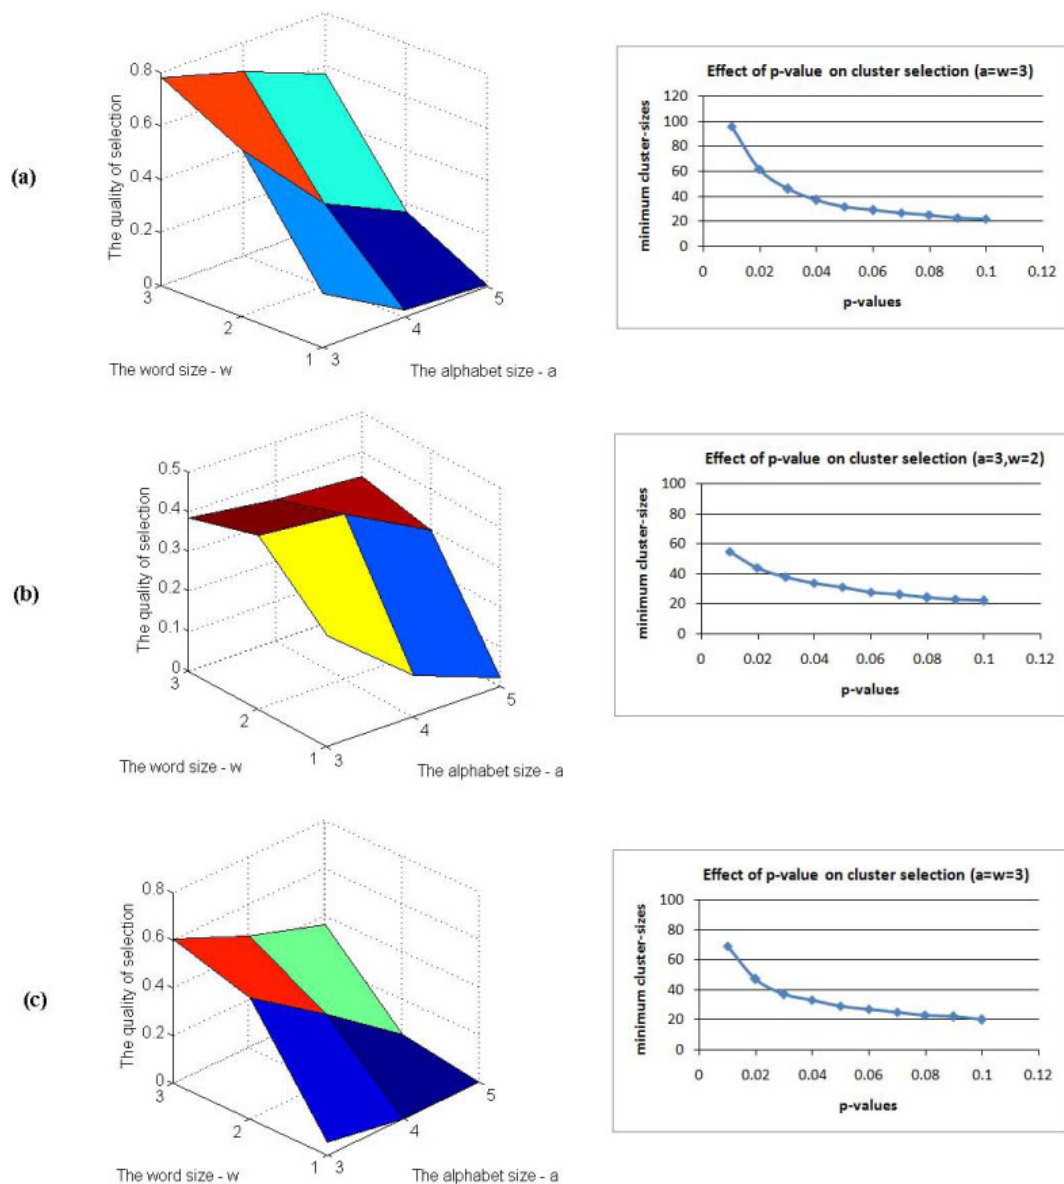 (a)
The quality of selection
0.8
0.6
0.4
0.2
0
3
2
1
3
4
5
The word size - w
The alphabet size - a
Effect of p-value on cluster selection (a=w=3)
minimum cluster-sizes
120
100
80
60
40
20
0
0 0.02 0.04 0.06 0.08 0.1 0.12
p-values
(b)
The quality of selection
0.5
0.4
0.3
0.2
0.1
0
3
2
1
3
4
5
The word size - w
The alphabet size - a
Effect of p-value on cluster selection (a=3,w=2)
minimum cluster-sizes
100
80
60
40
20
0
0 0.02 0.04 0.06 0.08 0.1 0.12
p-values
(c)
The quality of selection
0.8
0.6
0.4
0.2
0
3
2
1
3
4
5
The word size - w
The alphabet size - a
Effect of p-value on cluster selection (a=w=3)
minimum cluster-sizes
100
80
60
40
20
0
0 0.02 0.04 0.06 0.08 0.1 0.12
p-values